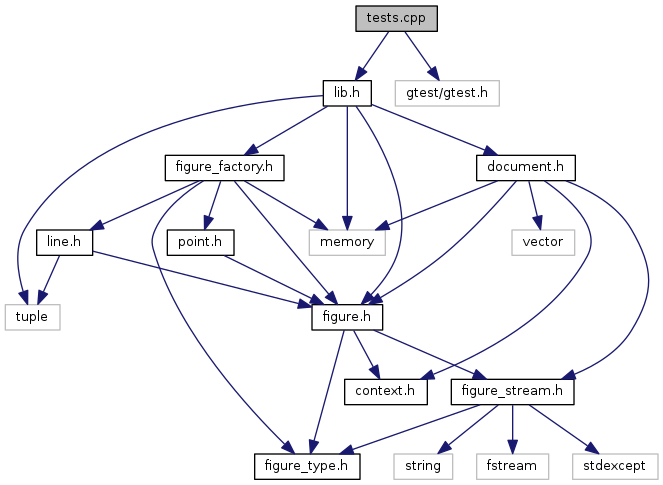 tests.cpp
lib.h
gtest/gtest.h
figure_factory.h
document.h
line.h
point.h
memory
vector
tuple
figure.h
context.h
figure_stream.h
figure_type.h
string
fstream
stdexcept